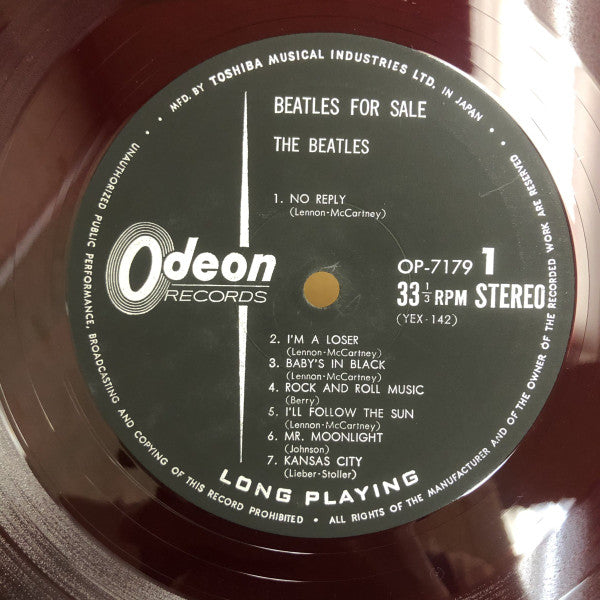 MFD. BY TOSHIBA MUSICAL INDUSTRIES LTD. IN JAPAN •
UNAUTHORIZED PUBLIC PERFORMANCE, BROADCASTING AND COPYING OF THIS RECORD PROHIBITED • ALL RIGHTS OF THE MANUFACTURER AND OF THE OWNER OF THE RECORDED WORK ARE RESERVED
BEATLES FOR SALE
THE BEATLES
1. NO REPLY
(Lennon-McCartney)
Odeon
RECORDS
OP-7179 1
33 1/3 RPM STEREO
(YEX-142)
2. I'M A LOSER
(Lennon-McCartney)
3. BABY'S IN BLACK
(Lennon-McCartney)
4. ROCK AND ROLL MUSIC
(Berry)
5. I'LL FOLLOW THE SUN
(Lennon-McCartney)
6. MR. MOONLIGHT
(Johnson)
7. KANSAS CITY
(Lieber-Stoller)
LONG PLAYING